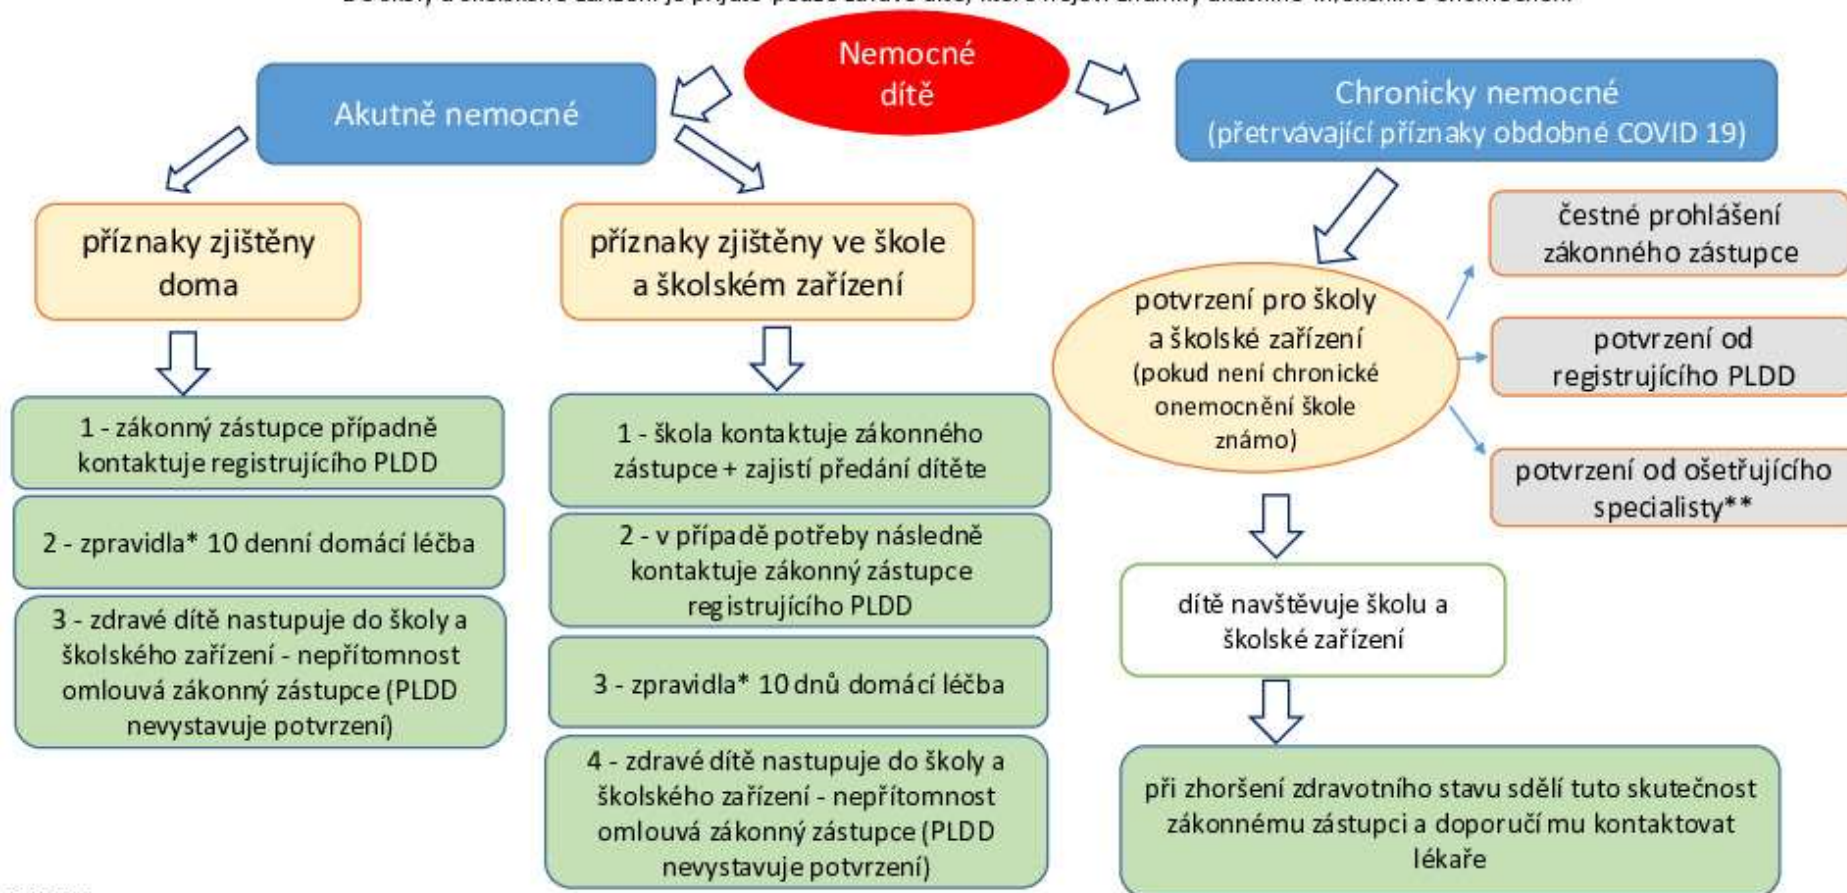 Nemocné
dítě
Akutně nemocné
Chronicky nemocné
(přetrvávající příznaky obdobné COVID 19)
příznaky zjištěny
doma
příznaky zjištěny ve škole
a školském zařízení
čestné prohlášení
zákonného zástupce
potvrzení pro školy
a školské zařízení
(pokud není chronické
onemocnění škole
známo)
potvrzení od
registrujícího PLDD
potvrzení od ošetřujícího
specialisty**
1 - zákonný zástupce případně
kontaktuje registrujícího PLDD
2 - zpravidla* 10 denní domácí léčba
3 - zdravé dítě nastupuje do školy a
školského zařízení - nepřítomnost
omlouvá zákonný zástupce (PLDD
nevystavuje potvrzení)
1 - škola kontaktuje zákonného
zástupce + zajistí předání dítěte
2 - v případě potřeby následně
kontaktuje zákonný zástupce
registrujícího PLDD
3 - zpravidla* 10 dnů domácí léčba
4 - zdravé dítě nastupuje do školy a
školského zařízení - nepřítomnost
omlouvá zákonný zástupce (PLDD
nevystavuje potvrzení)
dítě navštěvuje školu a
školské zařízení
při zhoršení zdravotního stavu sdělí tuto skutečnost
zákonnému zástupci a doporučí mu kontaktovat
lékaře